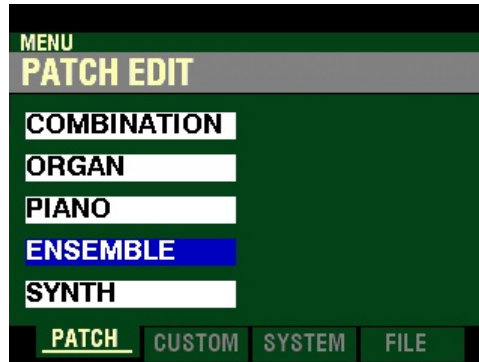 MENU
PATCH EDIT
COMBINATION
ORGAN
PIANO
ENSEMBLE
SYNTH
PATCH CUSTOM SYSTEM FILE